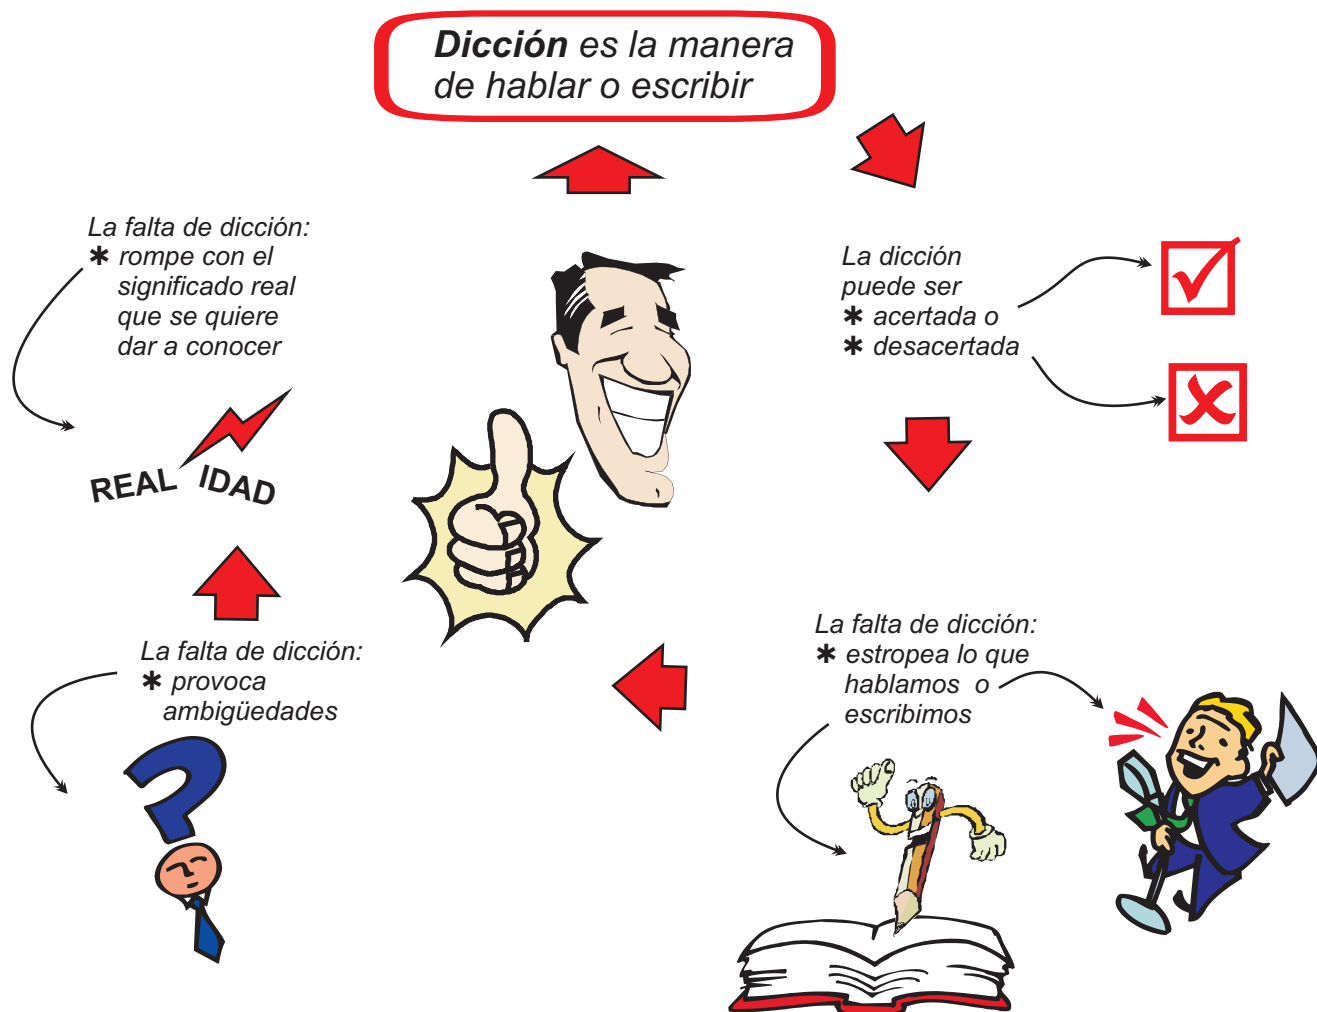 Dicción es la manera
de hablar o escribir
La dicción
puede ser
✱ acertada o
✱ desacertada
La falta de dicción:
✱ estropea lo que
hablamos o
escribimos
La falta de dicción:
✱ provoca
ambigüedades
La falta de dicción:
✱ rompe con el
significado real
que se quiere
dar a conocer
REAL IDAD